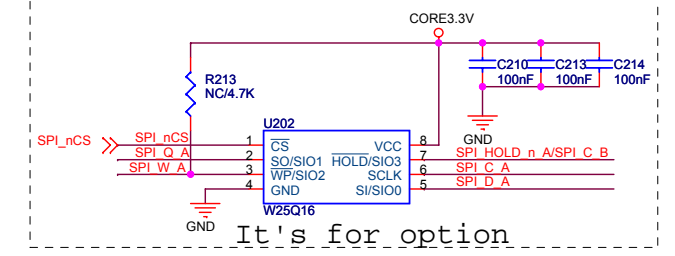 CORE3.3V
R213
NC/4.7K
C210
100nF
C213
100nF
C214
100nF
GND
U202
SPI_nCS
SPI_nCS
1
CS
VCC
8
SPI_Q_A
2
SO/SIO1
HOLD/SIO3
7
SPI_HOLD_n_A/SPI_C_B
SPI_W_A
3
WP/SIO2
SCLK
6
SPI_C_A
4
GND
SI/SIO0
5
SPI_D_A
W25Q16
GND
It's for option